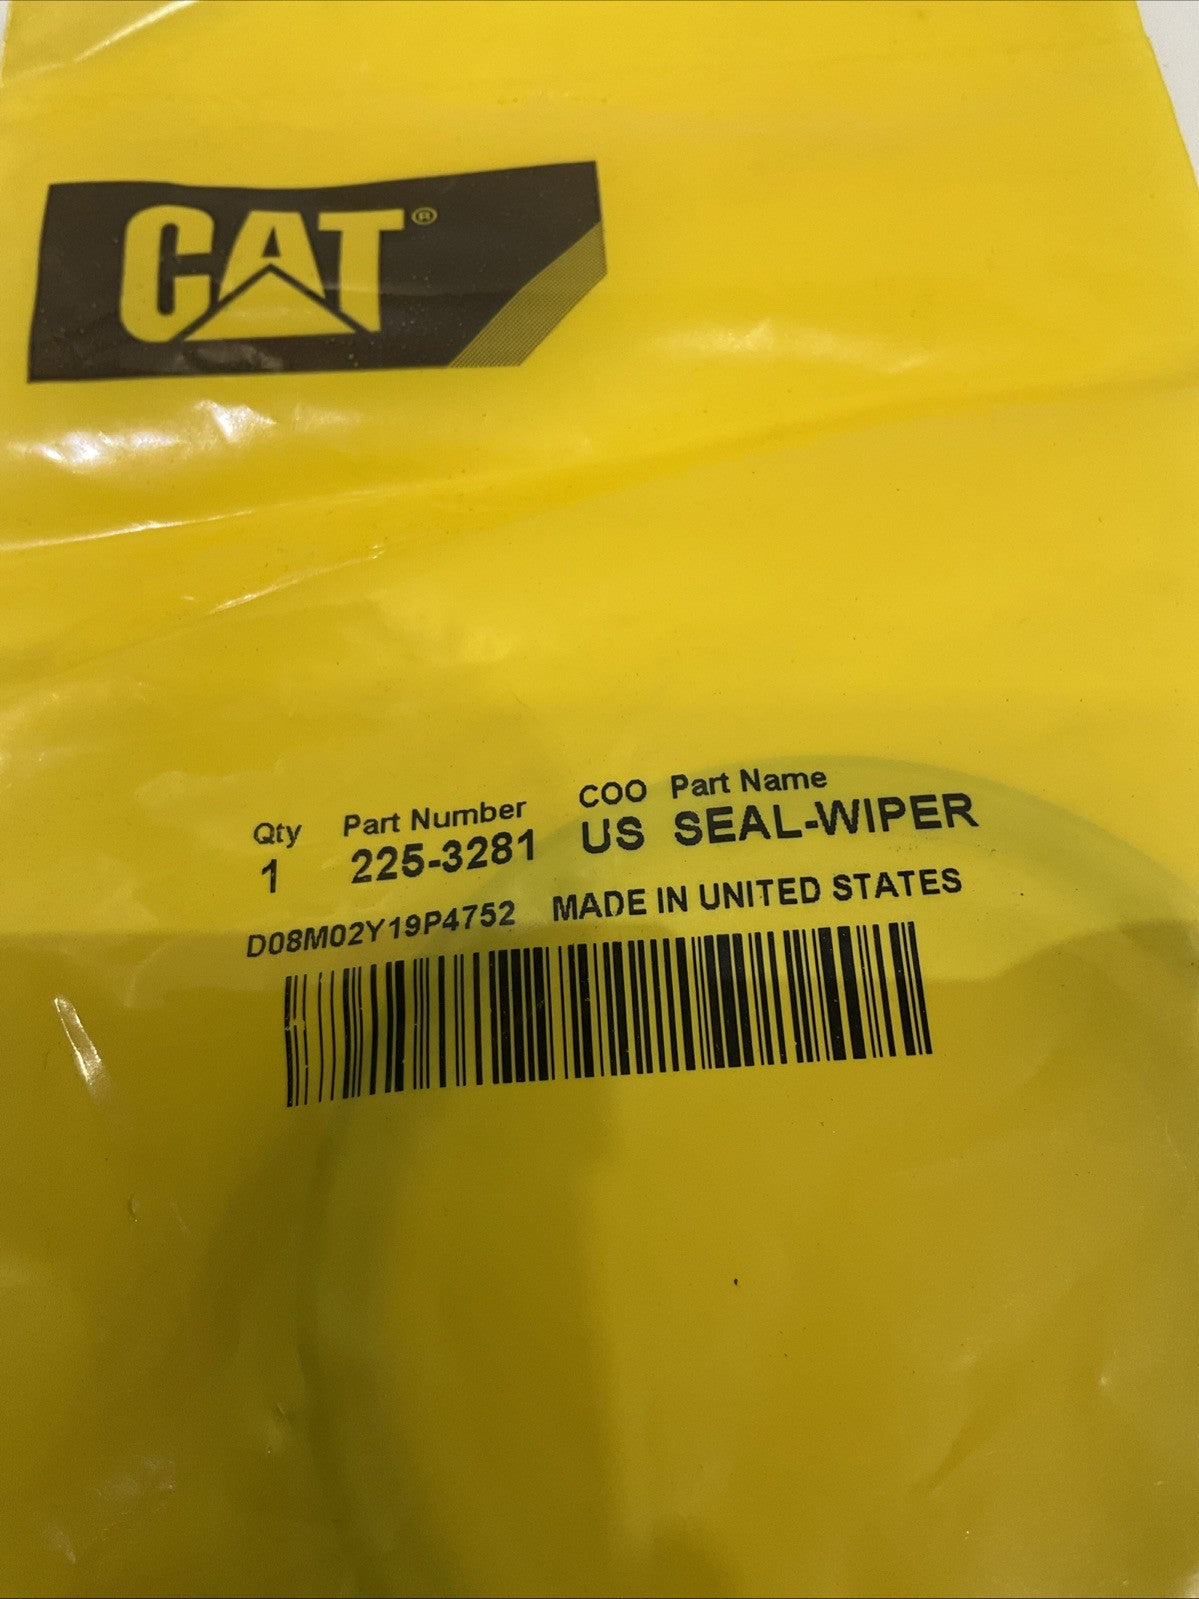 CAT®
Qty Part Number COO Part Name
1 225-3281 US SEAL-WIPER
D08M02Y19P4752 MADE IN UNITED STATES